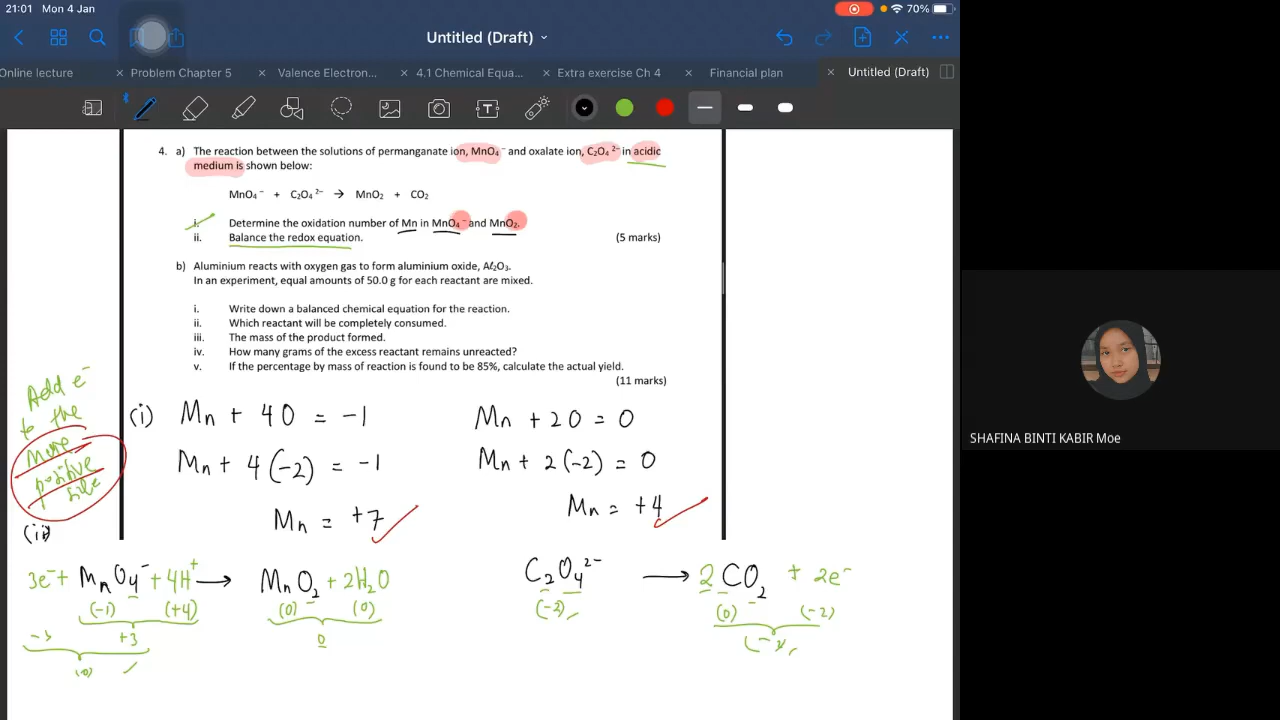 21:01 Mon 4 Jan
70%
Untitled (Draft)
Online lecture
× Problem Chapter 5
× Valence Electron...
× 4.1 Chemical Equa...
× Extra exercise Ch 4
× Financial plan
× Untitled (Draft)
4. a) The reaction between the solutions of permanganate ion, MnO₄⁻ and oxalate ion, C₂O₄²⁻ in acidic
medium is shown below:
MnO₄⁻ + C₂O₄²⁻ → MnO₂ + CO₂
i. Determine the oxidation number of Mn in MnO₄⁻ and MnO₂.
ii. Balance the redox equation. (5 marks)
b) Aluminium reacts with oxygen gas to form aluminium oxide, Aℓ₂O₃.
In an experiment, equal amounts of 50.0 g for each reactant are mixed.
i. Write down a balanced chemical equation for the reaction.
ii. Which reactant will be completely consumed.
iii. The mass of the product formed.
iv. How many grams of the excess reactant remains unreacted?
v. If the percentage by mass of reaction is found to be 85%, calculate the actual yield.
(11 marks)
Add e⁻
to the
more
positive
side
(i) Mn + 4O = -1
Mn + 4(-2) = -1
Mn = +7
Mn + 2O = 0
Mn + 2(-2) = 0
Mn = +4
(ii)
3e⁻ + MnO₄⁻ + 4H⁺ → MnO₂ + 2H₂O
(-1) (+4) (0) (0)
-3 +3 0
C₂O₄²⁻ → 2CO₂ + 2e⁻
(-2) (0) (-2)
SHAFINA BINTI KABIR Moe